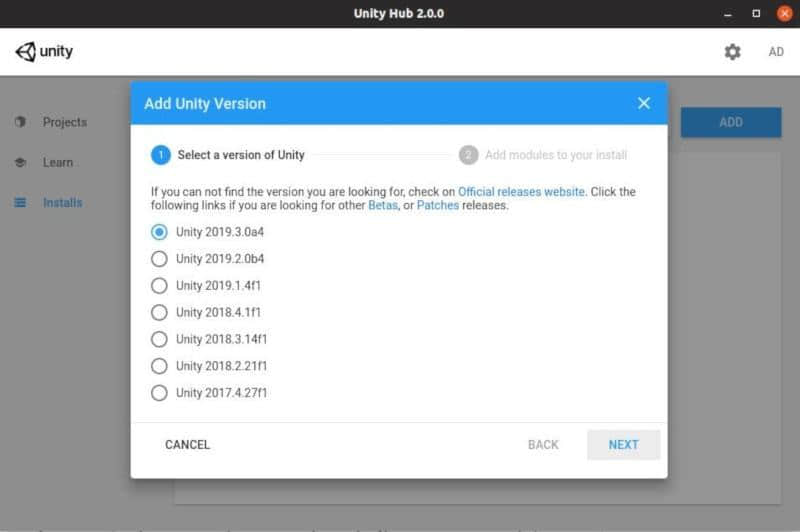 Unity Hub 2.0.0
unity
AD
Projects
Learn
Installs
ADD
Add Unity Version
1 Select a version of Unity
2 Add modules to your install
If you can not find the version you are looking for, check on Official releases website. Click the
following links if you are looking for other Betas, or Patches releases.
Unity 2019.3.0a4
Unity 2019.2.0b4
Unity 2019.1.4f1
Unity 2018.4.1f1
Unity 2018.3.14f1
Unity 2018.2.21f1
Unity 2017.4.27f1
CANCEL
BACK
NEXT